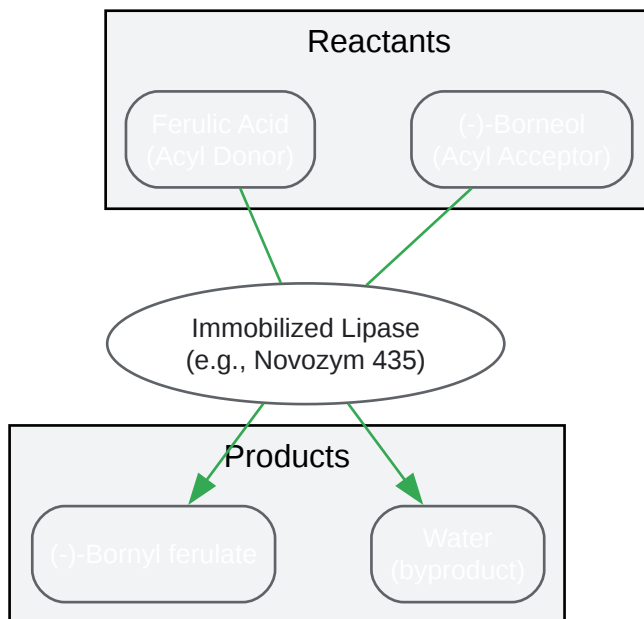 Reactants
Ferulic Acid
(Acyl Donor)
(-)-Borneol
(Acyl Acceptor)
Immobilized Lipase
(e.g., Novozym 435)
Products
(-)-Bornyl ferulate
Water
(byproduct)